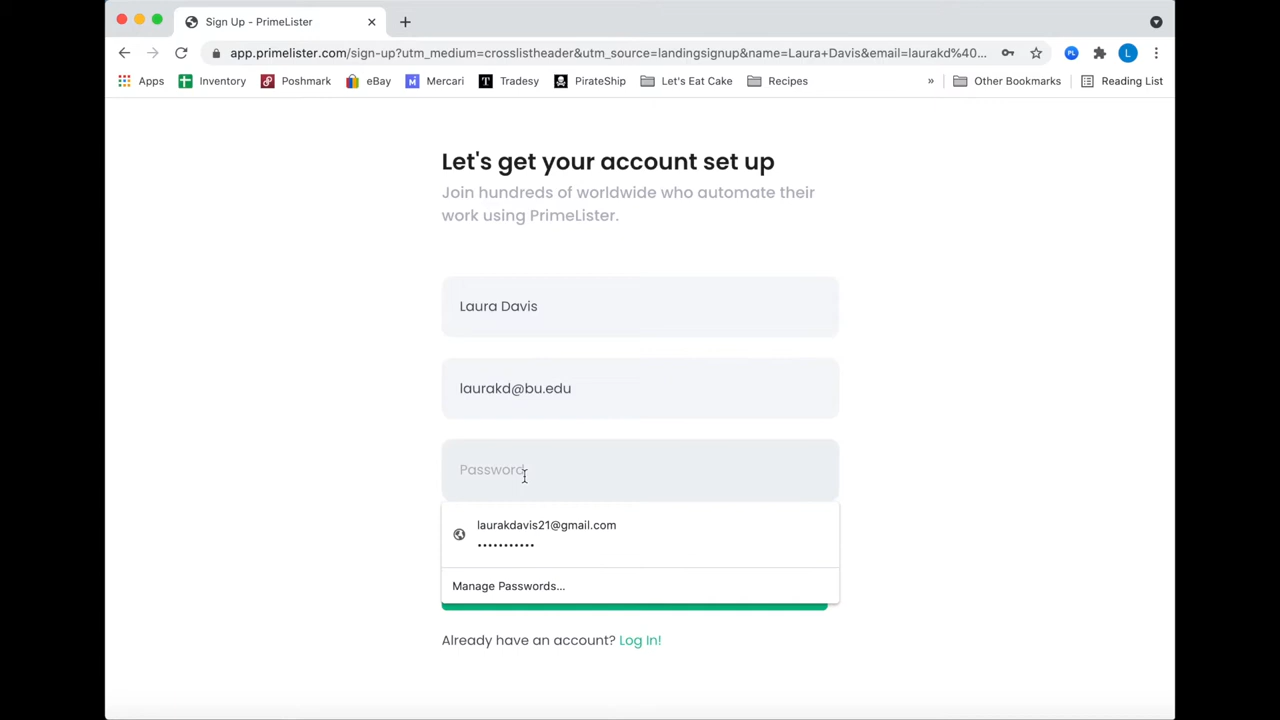 Sign Up - PrimeLister
app.primelister.com/sign-up?utm_medium=crosslistheader&utm_source=landingsignup&name=Laura+Davis&email=laurakd%40...
L
Apps Inventory Poshmark eBay Mercari T Tradesy PirateShip Let's Eat Cake Recipes » Other Bookmarks Reading List
Let's get your account set up
Join hundreds of worldwide who automate their
work using PrimeLister.
Laura Davis
laurakd@bu.edu
Password
laurakdavis21@gmail.com
•••••••••••
Manage Passwords...
Already have an account? Log In!